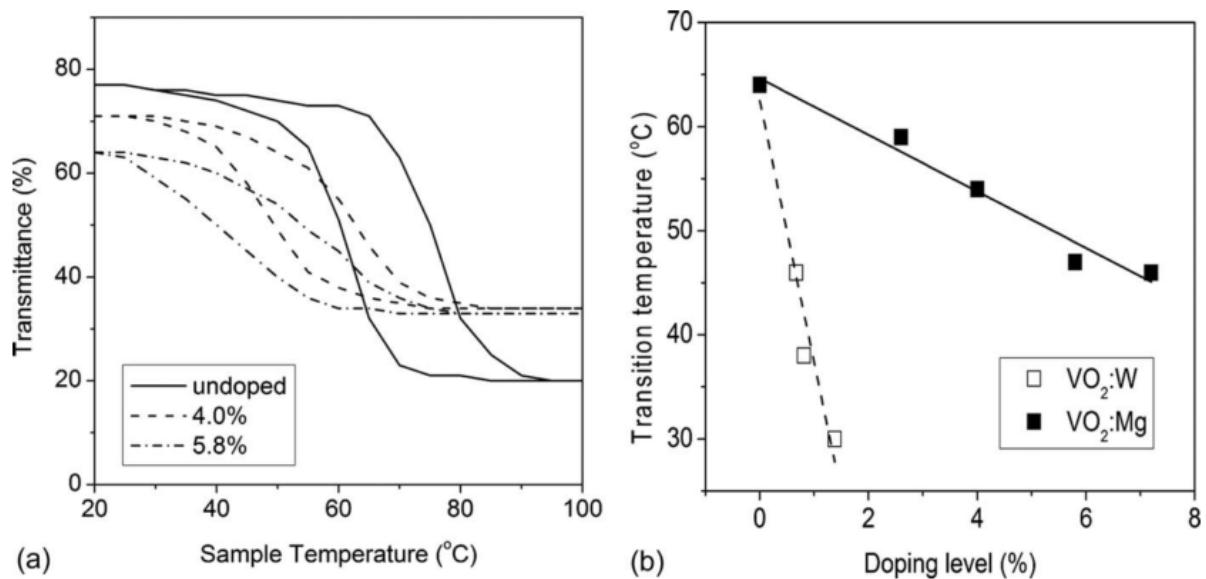 80
60
40
20
0
Transmittance (%)
undoped
4.0%
5.8%
20 40 60 80 100
Sample Temperature (°C)
(a)
70
60
50
40
30
Transition temperature (°C)
VO₂:W
VO₂:Mg
0 2 4 6 8
Doping level (%)
(b)